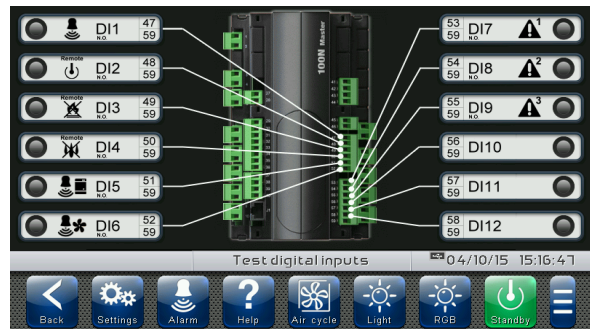 DI1 N.O. 47 59
Remote DI2 N.O. 48 59
Remote DI3 N.O. 49 59
Remote DI4 N.O. 50 59
DI5 N.O. 51 59
DI6 N.O. 52 59
100N Master
53 59 DI7 N.O. 1
54 59 DI8 N.O. 2
55 59 DI9 N.O. 3
56 59 DI10
57 59 DI11
58 59 DI12
Test digital inputs 04/10/15 15:16:47
Back Settings Alarm Help Air cycle Light RGB Standby